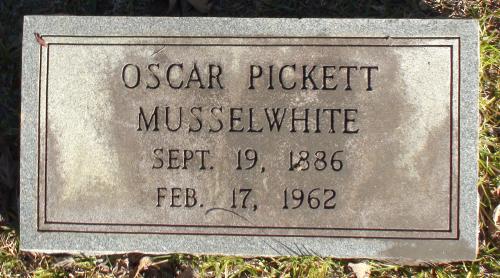 OSCAR PICKETT
MUSSELWHITE
SEPT. 19, 1886
FEB. 17, 1962